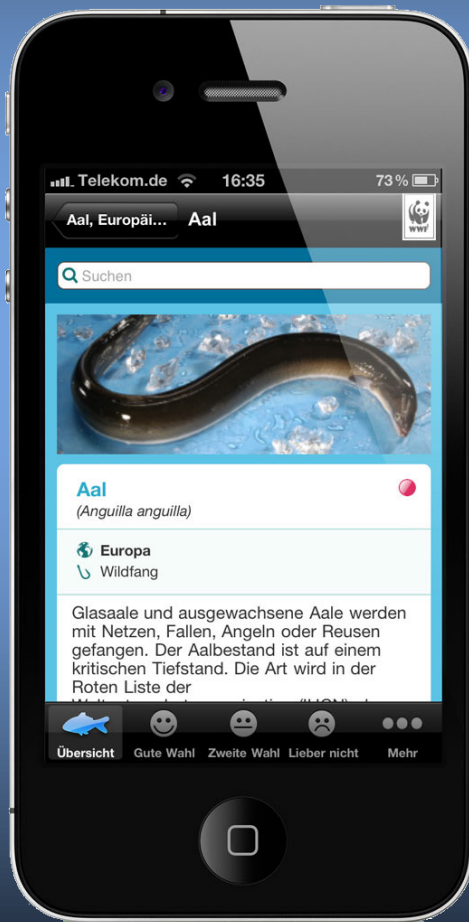 Telekom.de 16:35 73 %
Aal, Europäi... Aal
WWF
Suchen
Aal
(Anguilla anguilla)
Europa
Wildfang
Glasaale und ausgewachsene Aale werden
mit Netzen, Fallen, Angeln oder Reusen
gefangen. Der Aalbestand ist auf einem
kritischen Tiefstand. Die Art wird in der
Roten Liste der
Übersicht Gute Wahl Zweite Wahl Lieber nicht Mehr